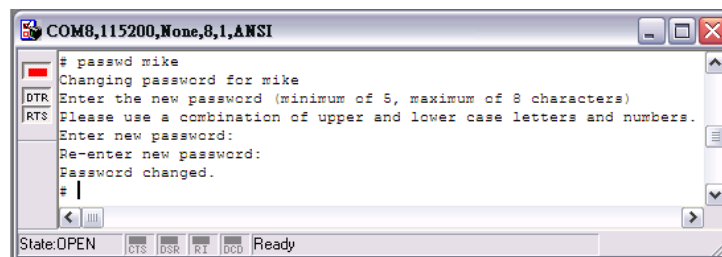 COM8,115200,None,8,1,ANSI
# passwd mike
Changing password for mike
DTR
Enter the new password (minimum of 5, maximum of 8 characters)
RTS
Please use a combination of upper and lower case letters and numbers.
Enter new password:
Re-enter new password:
Password changed.
#
State:OPEN CTS DSR RI DCD Ready